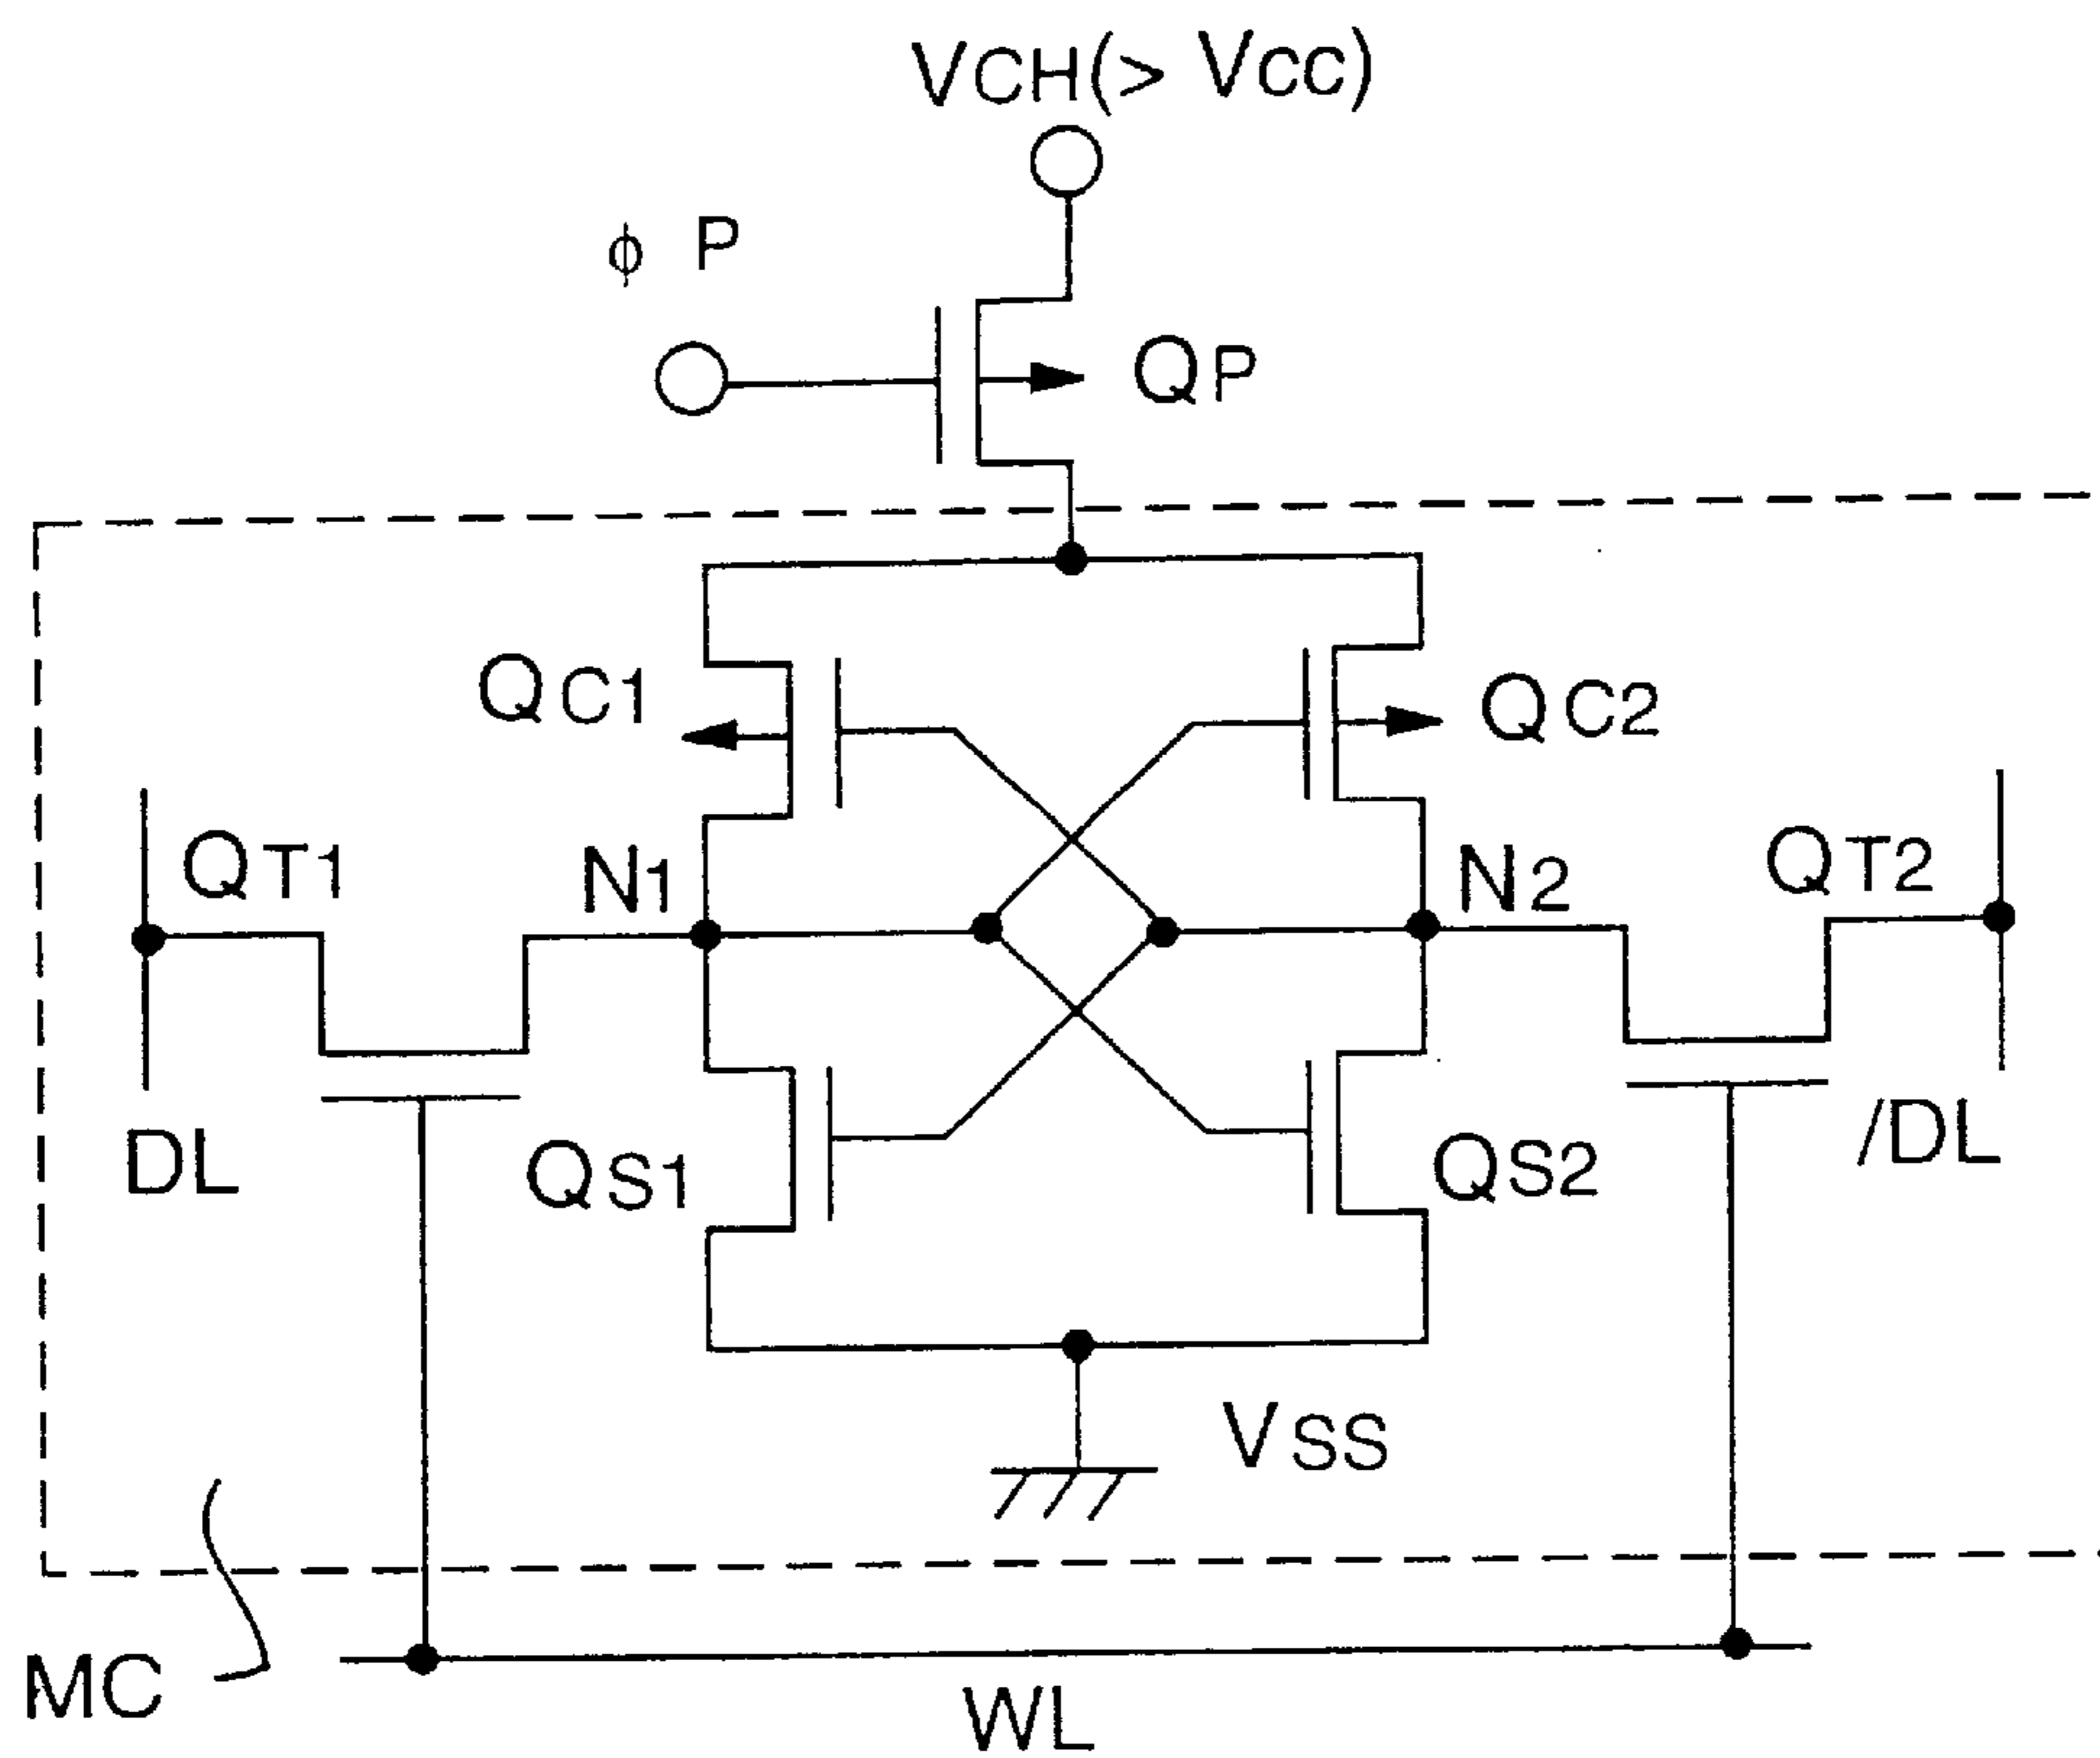 VCH(> VCC)
φ P
QP
QC1
QC2
QT1
N1
N2
QT2
DL
QS1
QS2
/DL
VSS
MC
WL